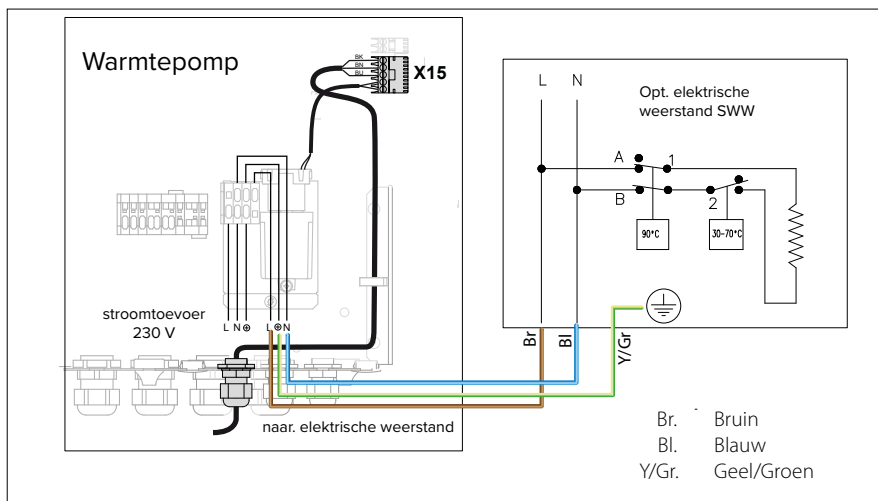 Warmtepomp
BK
BN
BU
X15
stroomtoevoer
230 V
L N ⊕ L ⊕ N
naar. elektrische weerstand
L N
Opt. elektrische
weerstand SWW
A 1
B 2
90°C 30-70°C
Br Bl Y/Gr
Br. Bruin
Bl. Blauw
Y/Gr. Geel/Groen